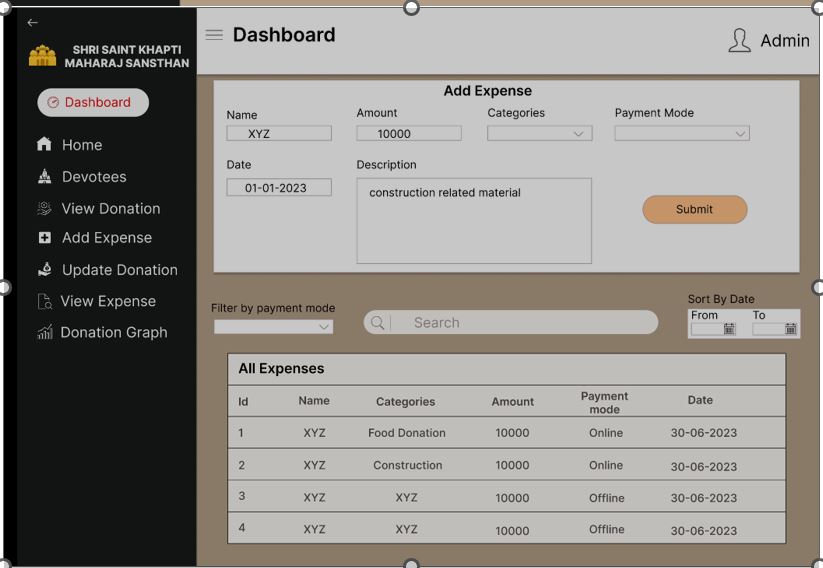 ←
SHRI SAINT KHAPTI
MAHARAJ SANSTHAN
Dashboard
Home
Devotees
View Donation
Add Expense
Update Donation
View Expense
Donation Graph
Dashboard
Admin
Add Expense
Name Amount Categories Payment Mode
XYZ 10000
Date Description
01-01-2023 construction related material
Submit
Filter by payment mode
Search
Sort By Date
From To
All Expenses
Id Name Categories Amount Payment mode Date
1 XYZ Food Donation 10000 Online 30-06-2023
2 XYZ Construction 10000 Online 30-06-2023
3 XYZ XYZ 10000 Offline 30-06-2023
4 XYZ XYZ 10000 Offline 30-06-2023